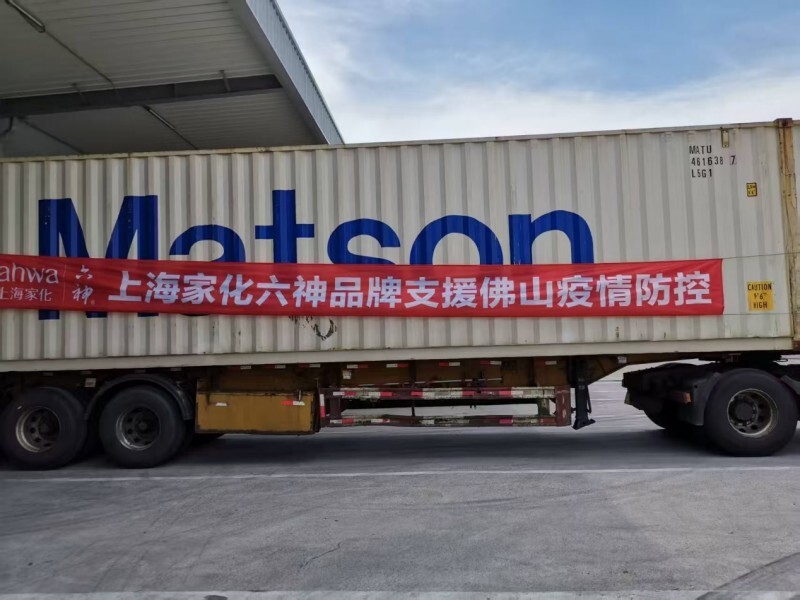 Matson
MATU
461638 7
L5G1
ahwa
上海家化
六神
上海家化六神品牌支援佛山疫情防控
CAUTION
9'6"
HIGH